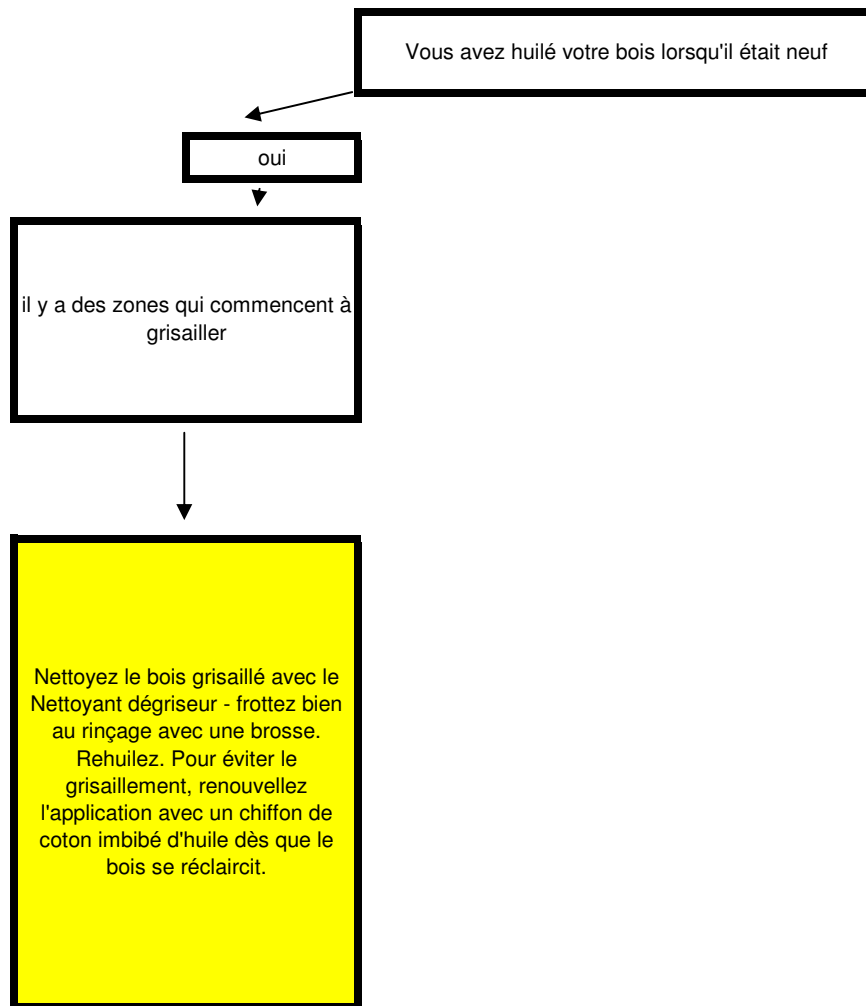 Vous avez huilé votre bois lorsqu'il était neuf
oui
il y a des zones qui commencent à
grisailler
Nettoyez le bois grisaillé avec le
Nettoyant dégriseur - frottez bien
au rinçage avec une brosse.
Rehuilez. Pour éviter le
grisaillement, renouvellez
l'application avec un chiffon de
coton imbibé d'huile dès que le
bois se réclaircit.